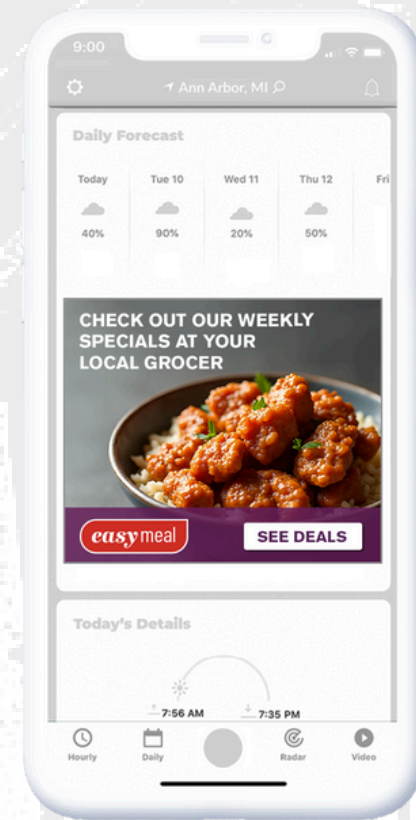 9:00
Ann Arbor, MI
Daily Forecast
Today Tue 10 Wed 11 Thu 12 Fri
40% 90% 20% 50%
CHECK OUT OUR WEEKLY
SPECIALS AT YOUR
LOCAL GROCER
easymeal
SEE DEALS
Today's Details
7:56 AM 7:35 PM
Hourly Daily Radar Video